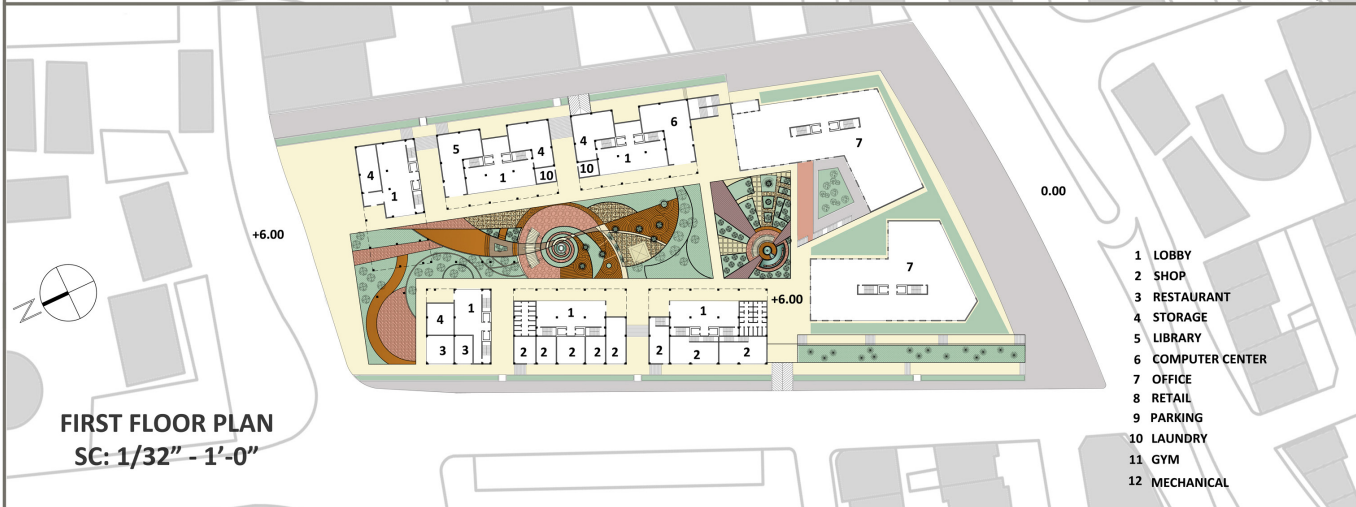 6
7
5
4
4
1
10
10
1
4
1
0.00
+6.00
7
+6.00
1
1
1
4
3
3
2
2
2
2
2
2
2
2
N
1 LOBBY
2 SHOP
3 RESTAURANT
4 STORAGE
5 LIBRARY
6 COMPUTER CENTER
7 OFFICE
8 RETAIL
9 PARKING
10 LAUNDRY
11 GYM
12 MECHANICAL
FIRST FLOOR PLAN
SC: 1/32” - 1’-0”